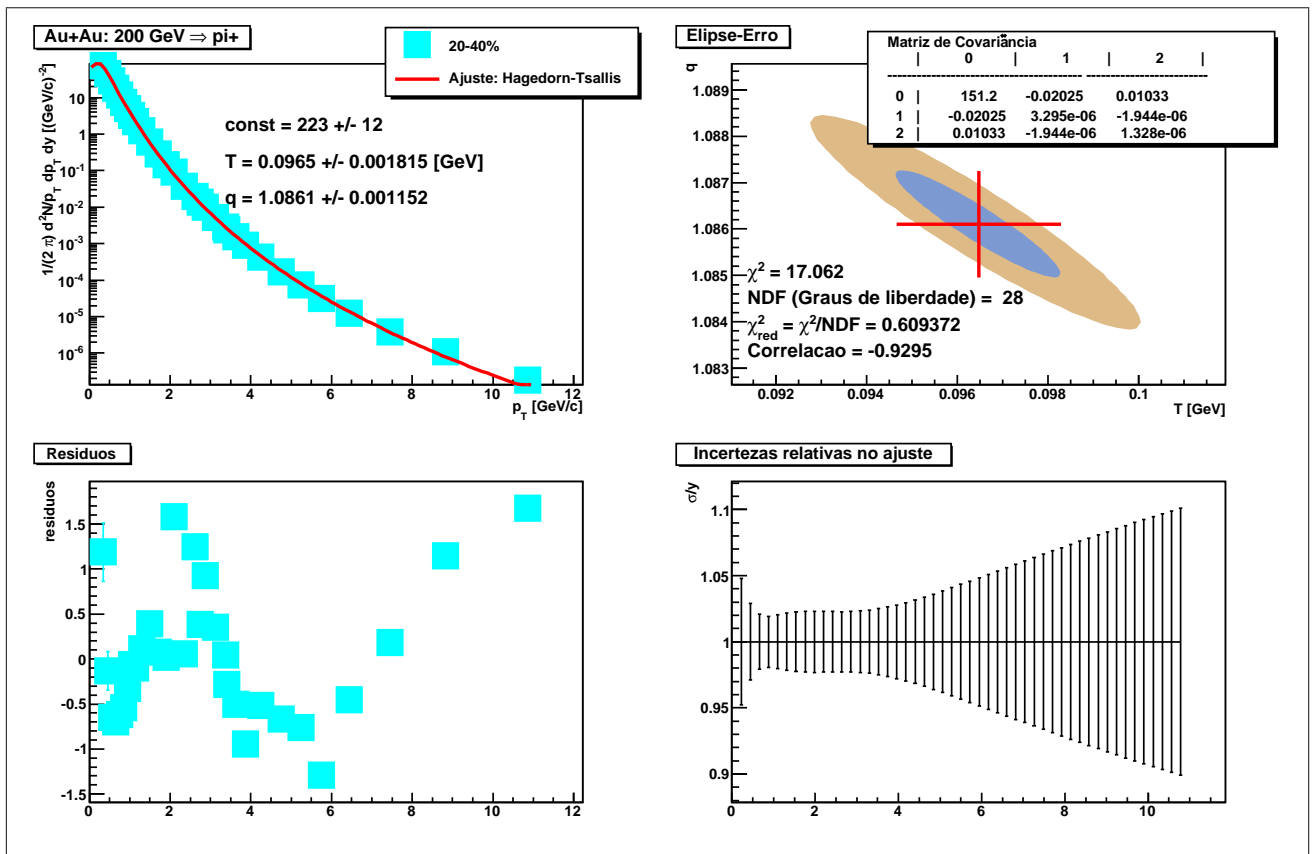 Au+Au: 200 GeV ⇒ pi+
20-40%
Ajuste: Hagedorn-Tsallis
1/(2 π) d²N/p_T dp_T dy [(GeV/c)⁻²]
const = 223 +/- 12
T = 0.0965 +/- 0.001815 [GeV]
q = 1.0861 +/- 0.001152
10
1
10⁻¹
10⁻²
10⁻³
10⁻⁴
10⁻⁵
10⁻⁶
0 2 4 6 8 10 12
p_T [GeV/c]
Elipse-Erro
Matriz de Covariância
| 0 | 1 | 2 |
0 | 151.2 -0.02025 0.01033
1 | -0.02025 3.295e-06 -1.944e-06
2 | 0.01033 -1.944e-06 1.328e-06
q
1.089
1.088
1.087
1.086
1.085
1.084
1.083
χ² = 17.062
NDF (Graus de liberdade) = 28
χ²_red = χ²/NDF = 0.609372
Correlacao = -0.9295
0.092 0.094 0.096 0.098 0.1
T [GeV]
Residuos
residuos
1.5
1
0.5
0
-0.5
-1
-1.5
0 2 4 6 8 10 12
Incertezas relativas no ajuste
σ/y
1.1
1.05
1
0.95
0.9
0 2 4 6 8 10